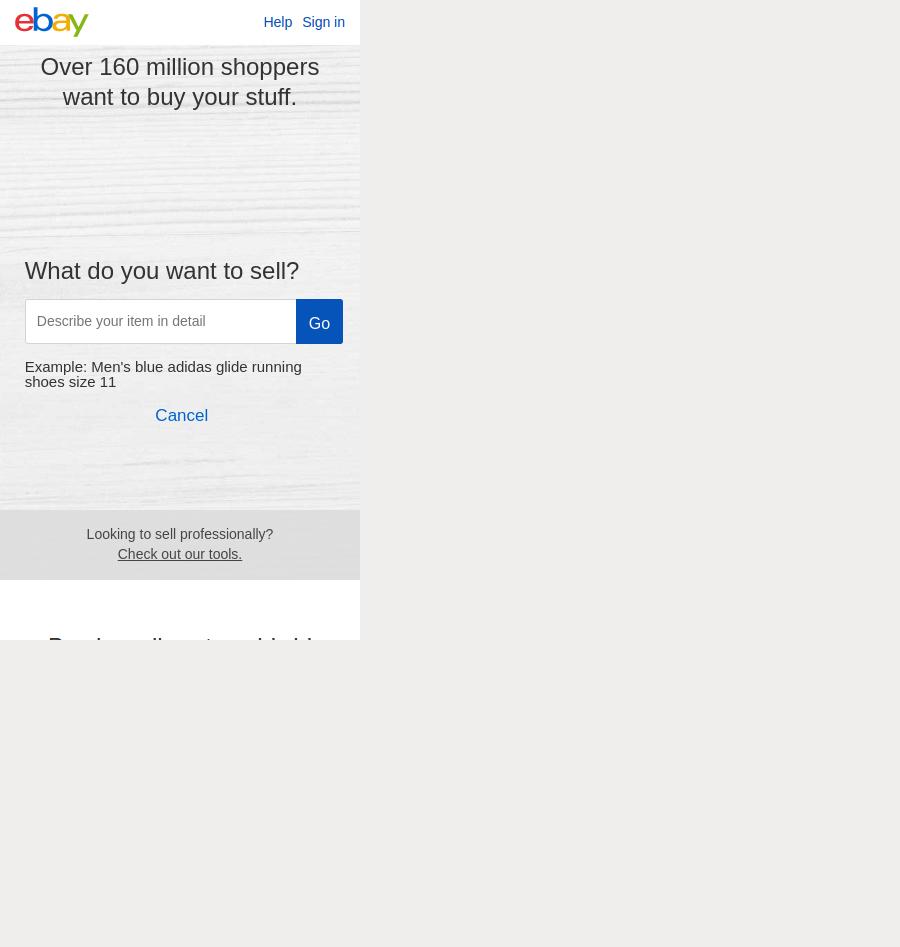 ebay
Help Sign in
Over 160 million shoppers
want to buy your stuff.
What do you want to sell?
Describe your item in detail
Go
Example: Men's blue adidas glide running
shoes size 11
Cancel
Looking to sell professionally?
Check out our tools.